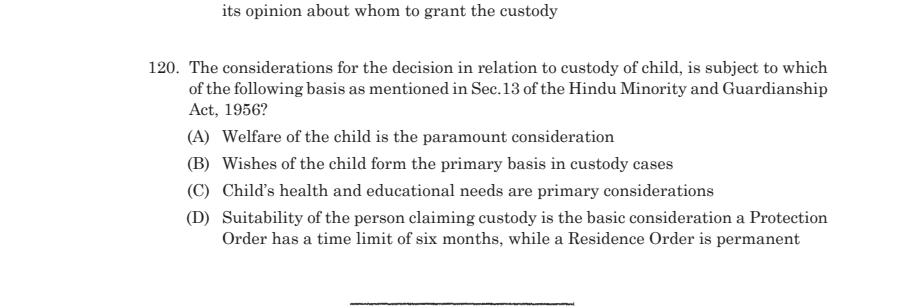 its opinion about whom to grant the custody
120. The considerations for the decision in relation to custody of child, is subject to which
of the following basis as mentioned in Sec.13 of the Hindu Minority and Guardianship
Act, 1956?
(A) Welfare of the child is the paramount consideration
(B) Wishes of the child form the primary basis in custody cases
(C) Child's health and educational needs are primary considerations
(D) Suitability of the person claiming custody is the basic consideration a Protection
Order has a time limit of six months, while a Residence Order is permanent